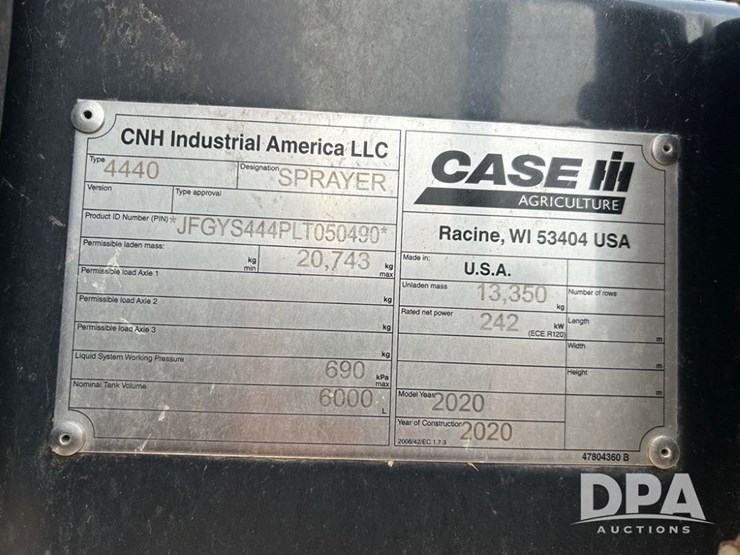 CNH Industrial America LLC
Type 4440 Designation SPRAYER
Version Type approval
Product ID Number (PIN) *JFGYS444PLT050490*
Permissible laden mass: kg min 20,743 kg max
Permissible load Axle 1 kg
Permissible load Axle 2 kg
Permissible load Axle 3 kg
Liquid System Working Pressure 690 kPa max
Nominal Tank Volume 6000 L
CASE IH
AGRICULTURE
Racine, WI 53404 USA
Made in: U.S.A.
Unladen mass 13,350 kg Number of rows
Rated net power 242 kW (ECE R120) Length m
Width m
Height m
Model Year 2020
Year of Construction 2020
2006/42/EC 1.7.3
47804360 B
DPA
AUCTIONS